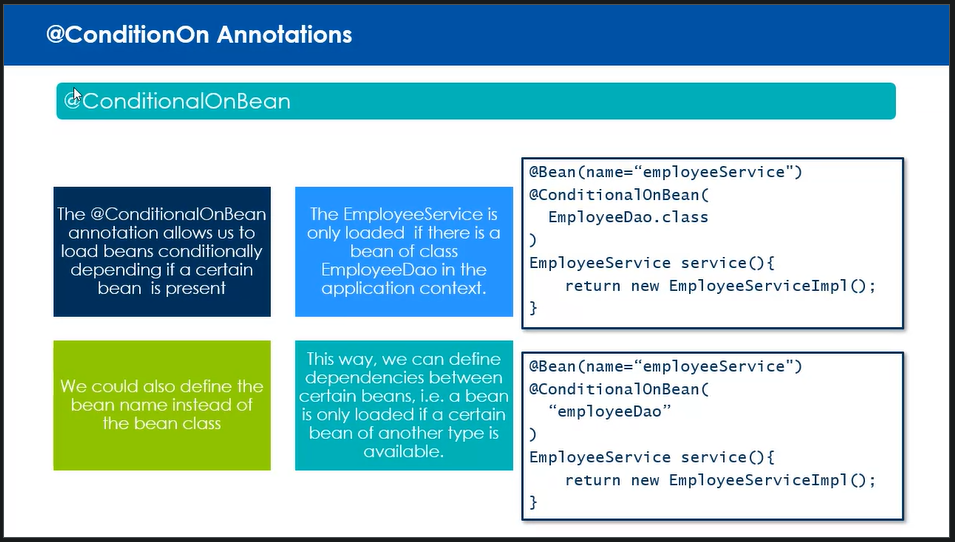 @ConditionOn Annotations
@ConditionalOnBean
The @ConditionalOnBean
annotation allows us to
load beans conditionally
depending if a certain
bean is present
The EmployeeService is
only loaded if there is a
bean of class
EmployeeDao in the
application context.
@Bean(name=“employeeService")
@ConditionalOnBean(
EmployeeDao.class
)
EmployeeService service(){
return new EmployeeServiceImpl();
}
We could also define the
bean name instead of
the bean class
This way, we can define
dependencies between
certain beans, i.e. a bean
is only loaded if a certain
bean of another type is
available.
@Bean(name=“employeeService")
@ConditionalOnBean(
“employeeDao”
)
EmployeeService service(){
return new EmployeeServiceImpl();
}